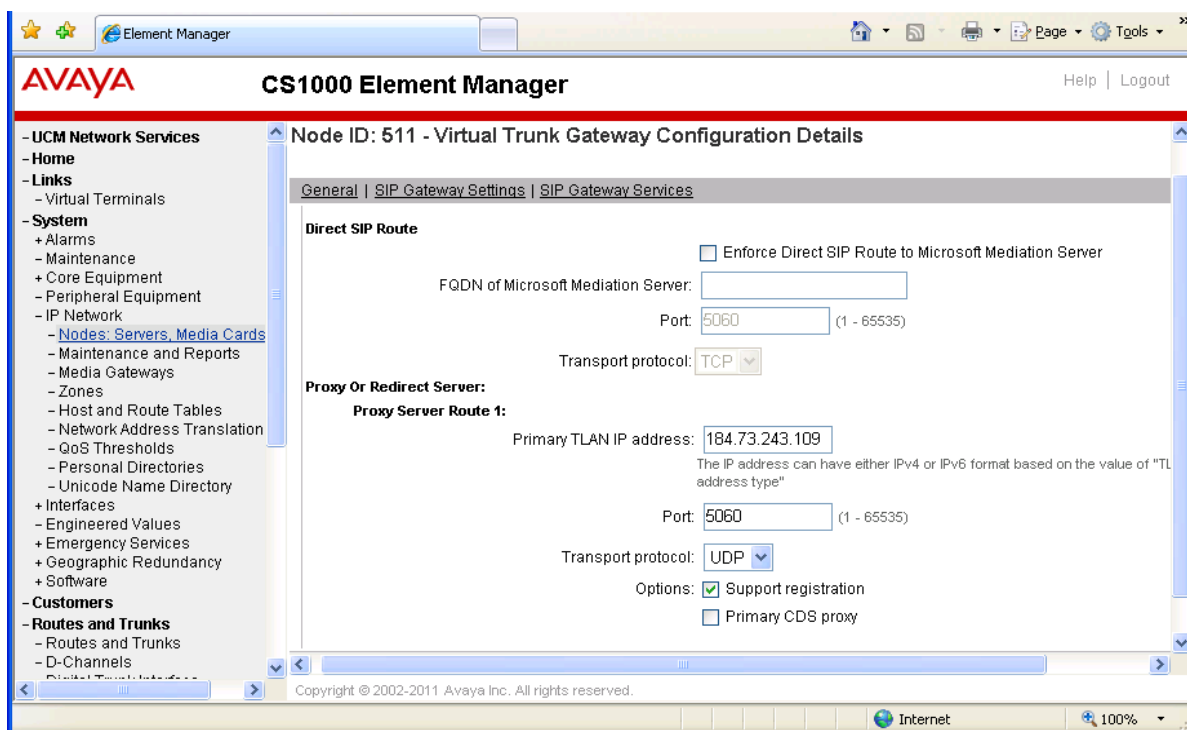 Element Manager
Page
Tools
»
AVAYA
CS1000 Element Manager
Help | Logout
– UCM Network Services
– Home
– Links
– Virtual Terminals
– System
+ Alarms
– Maintenance
+ Core Equipment
– Peripheral Equipment
– IP Network
– Nodes: Servers, Media Cards
– Maintenance and Reports
– Media Gateways
– Zones
– Host and Route Tables
– Network Address Translation
– QoS Thresholds
– Personal Directories
– Unicode Name Directory
+ Interfaces
– Engineered Values
+ Emergency Services
+ Geographic Redundancy
+ Software
– Customers
– Routes and Trunks
– Routes and Trunks
– D-Channels
Node ID: 511 - Virtual Trunk Gateway Configuration Details
General | SIP Gateway Settings | SIP Gateway Services
Direct SIP Route
Enforce Direct SIP Route to Microsoft Mediation Server
FQDN of Microsoft Mediation Server:
Port: 5060 (1 - 65535)
Transport protocol: TCP
Proxy Or Redirect Server:
Proxy Server Route 1:
Primary TLAN IP address: 184.73.243.109
The IP address can have either IPv4 or IPv6 format based on the value of "TL
address type"
Port: 5060 (1 - 65535)
Transport protocol: UDP
Options: Support registration
Primary CDS proxy
Copyright © 2002-2011 Avaya Inc. All rights reserved.
Internet
100%